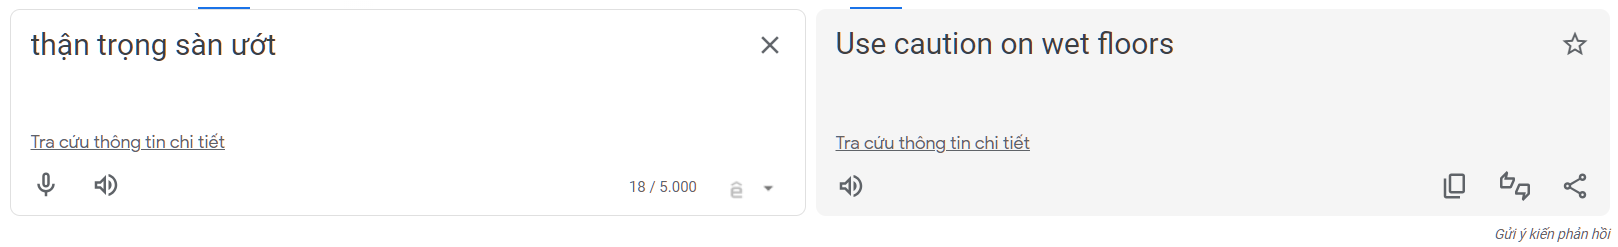 thận trọng sàn ướt
Use caution on wet floors
Tra cứu thông tin chi tiết
Tra cứu thông tin chi tiết
18 / 5.000
ê
Gửi ý kiến phản hồi